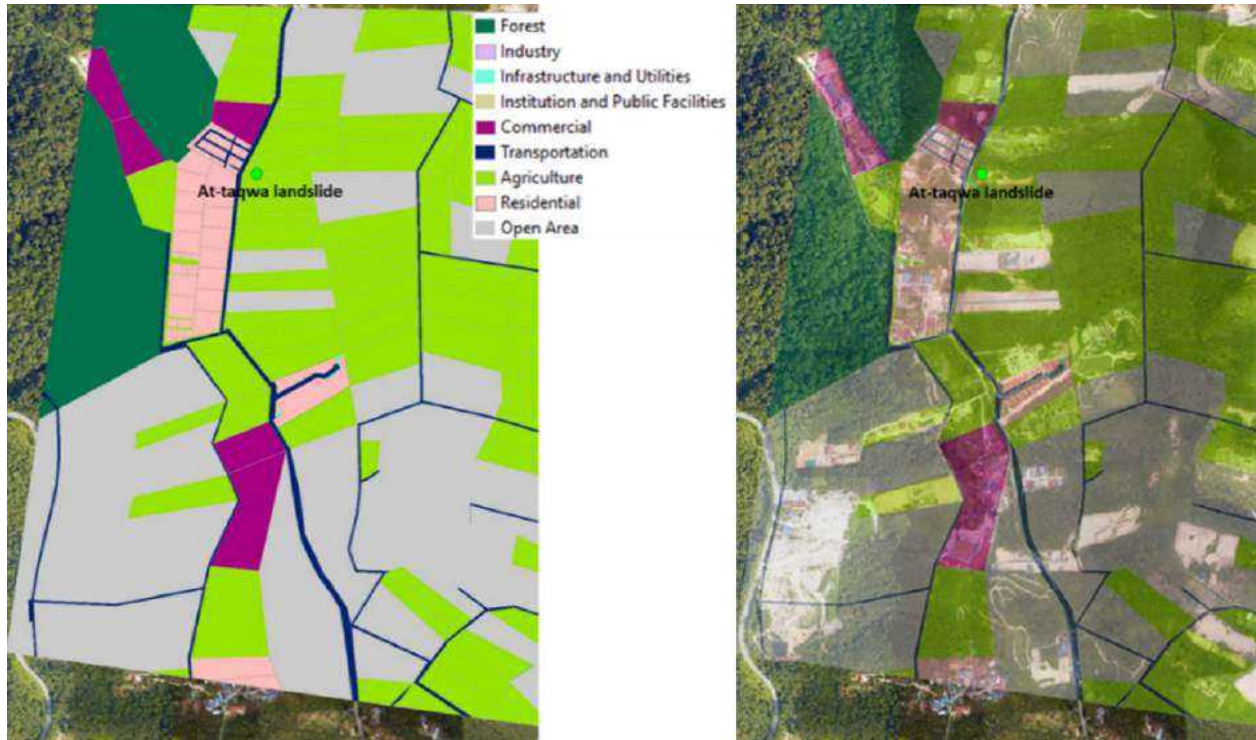 Forest
Industry
Infrastructure and Utilities
Institution and Public Facilities
Commercial
Transportation
Agriculture
Residential
Open Area
At-taqwa landslide
At-taqwa landslide